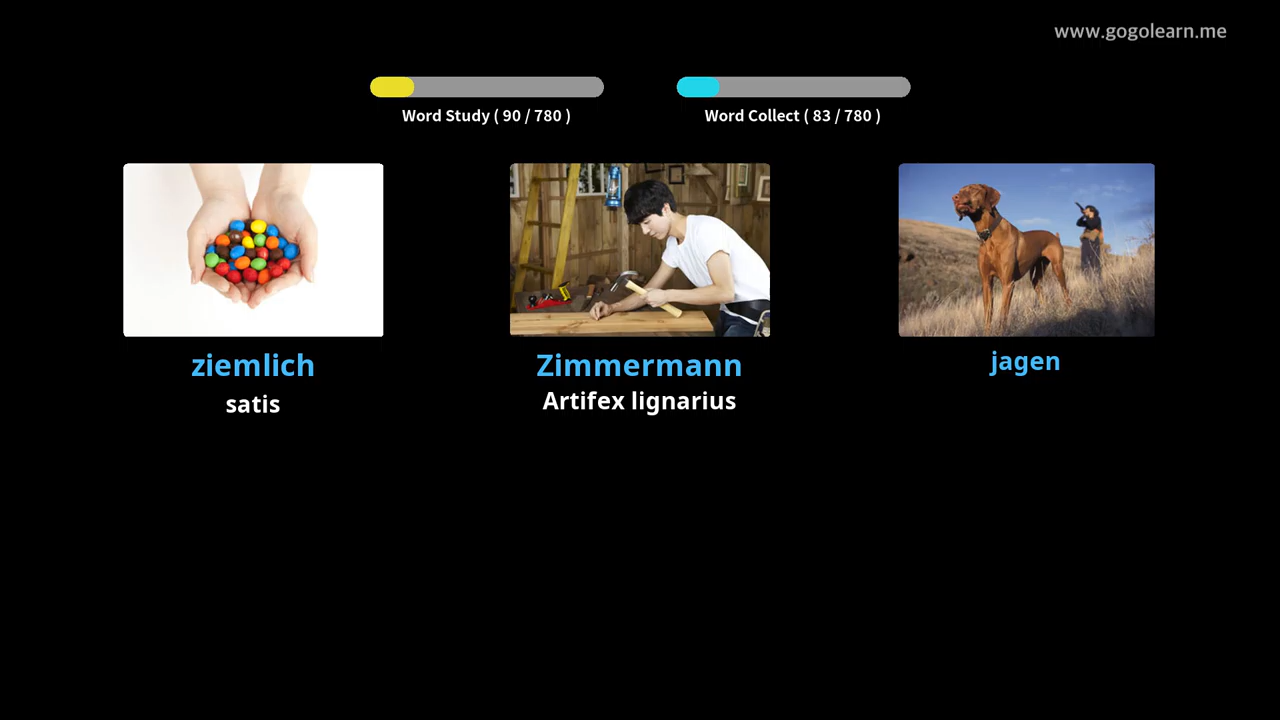 www.gogolearn.me
Word Study ( 90 / 780 )
Word Collect ( 83 / 780 )
ziemlich
satis
Zimmermann
Artifex lignarius
jagen